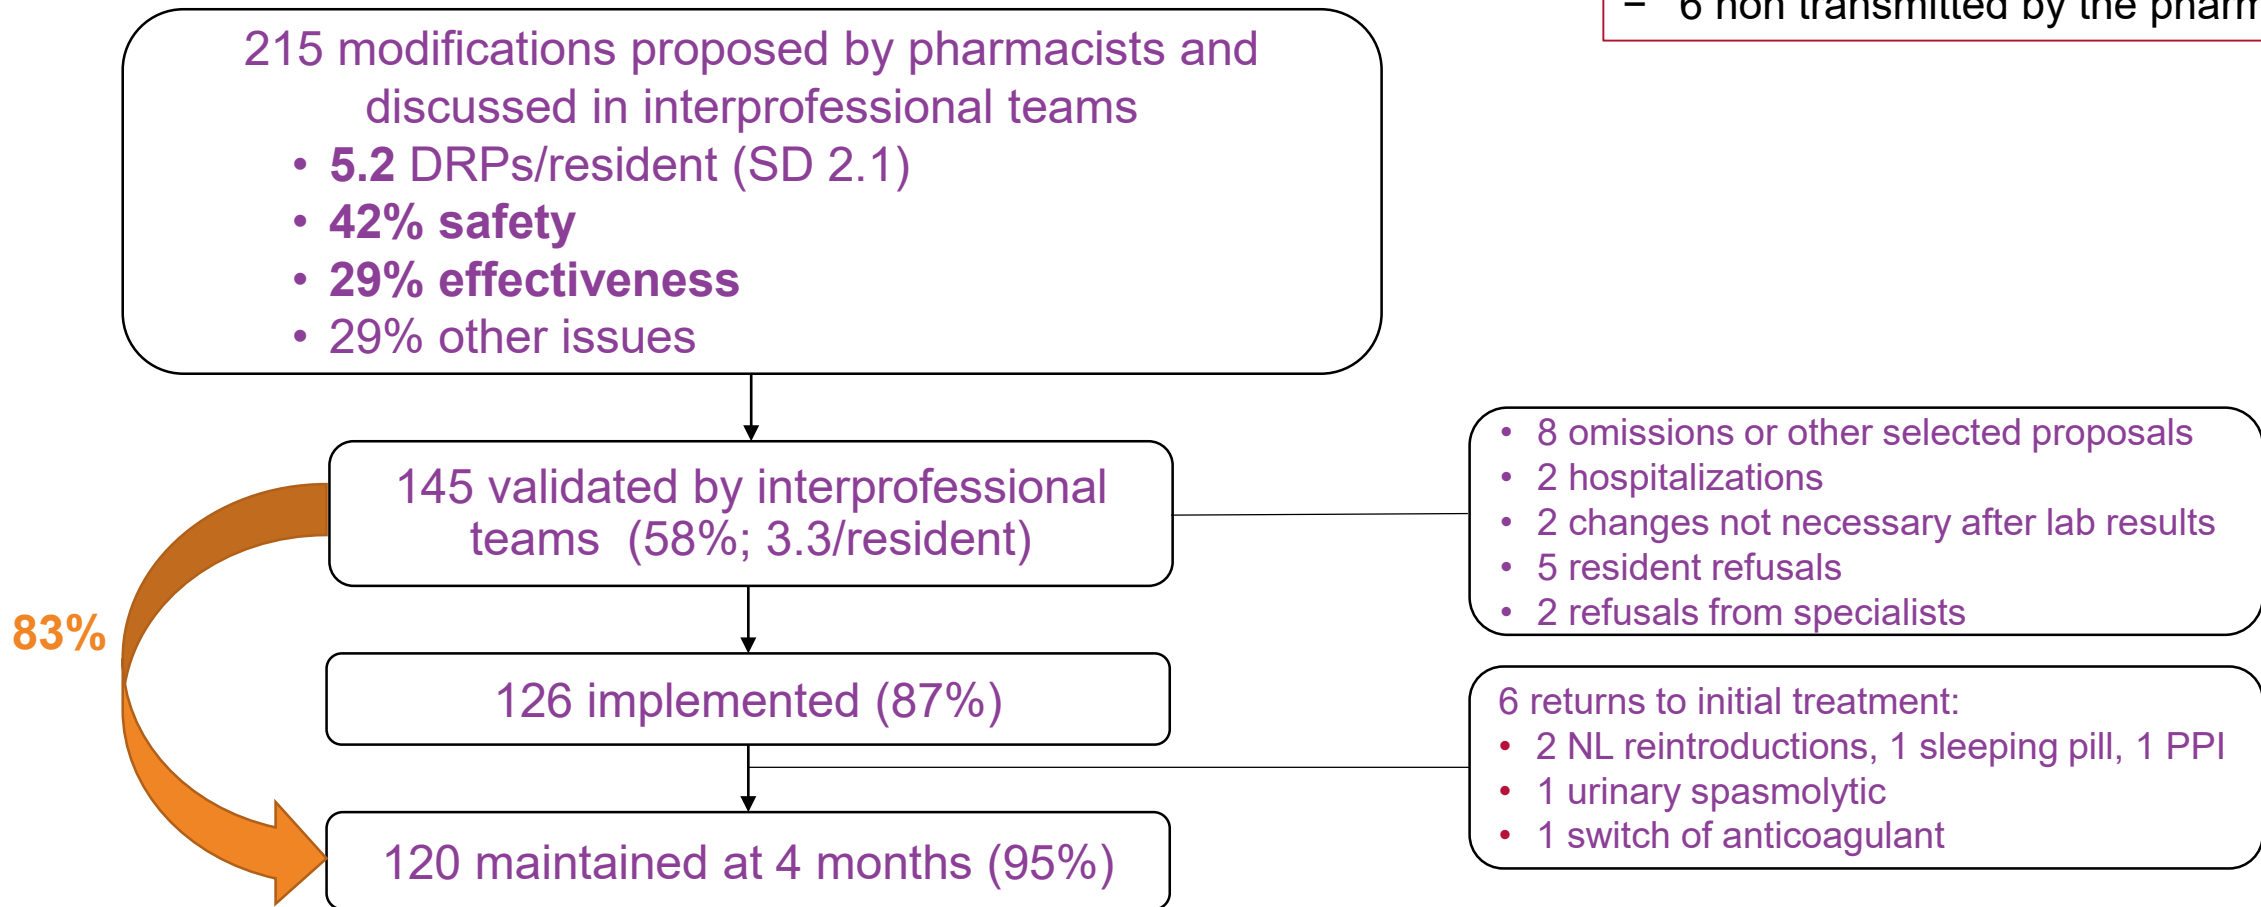 – 6 non transmitted by the pharm
215 modifications proposed by pharmacists and
discussed in interprofessional teams
• 5.2 DRPs/resident (SD 2.1)
• 42% safety
• 29% effectiveness
• 29% other issues
145 validated by interprofessional
teams (58%; 3.3/resident)
• 8 omissions or other selected proposals
• 2 hospitalizations
• 2 changes not necessary after lab results
• 5 resident refusals
• 2 refusals from specialists
83%
126 implemented (87%)
6 returns to initial treatment:
• 2 NL reintroductions, 1 sleeping pill, 1 PPI
• 1 urinary spasmolytic
• 1 switch of anticoagulant
120 maintained at 4 months (95%)